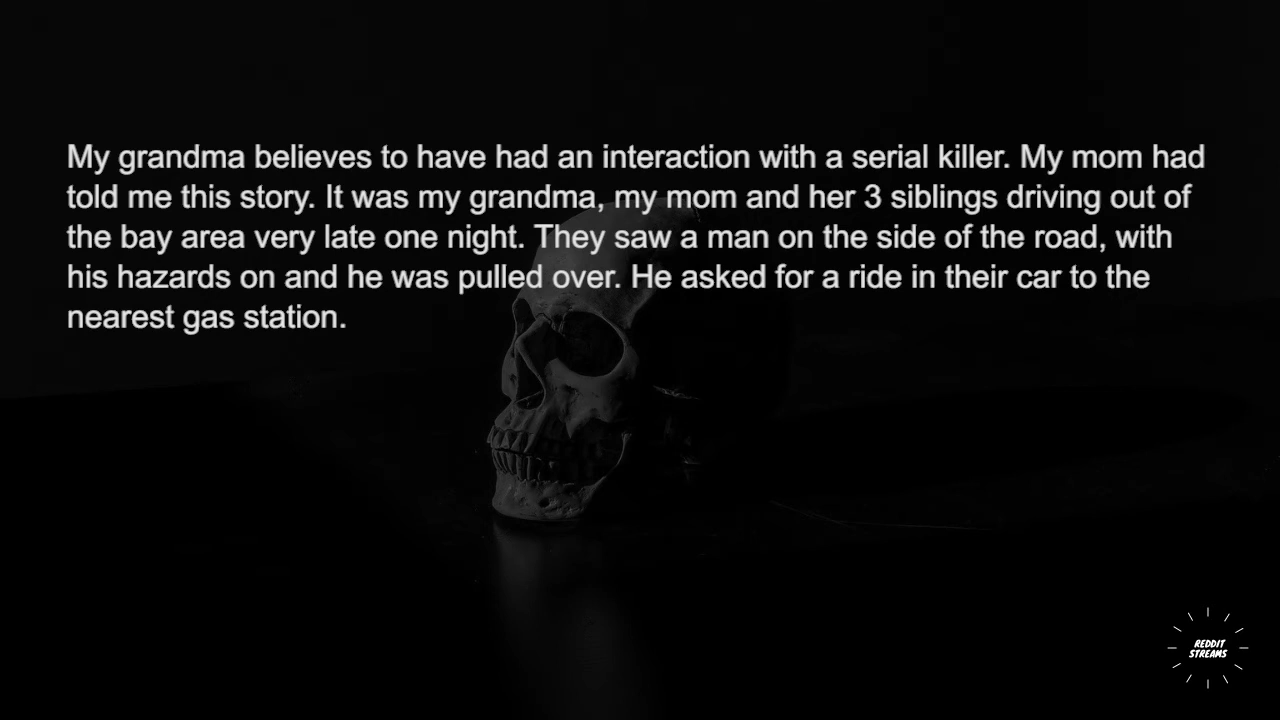 My grandma believes to have had an interaction with a serial killer. My mom had
told me this story. It was my grandma, my mom and her 3 siblings driving out of
the bay area very late one night. They saw a man on the side of the road, with
his hazards on and he was pulled over. He asked for a ride in their car to the
nearest gas station.
REDDIT
STREAMS